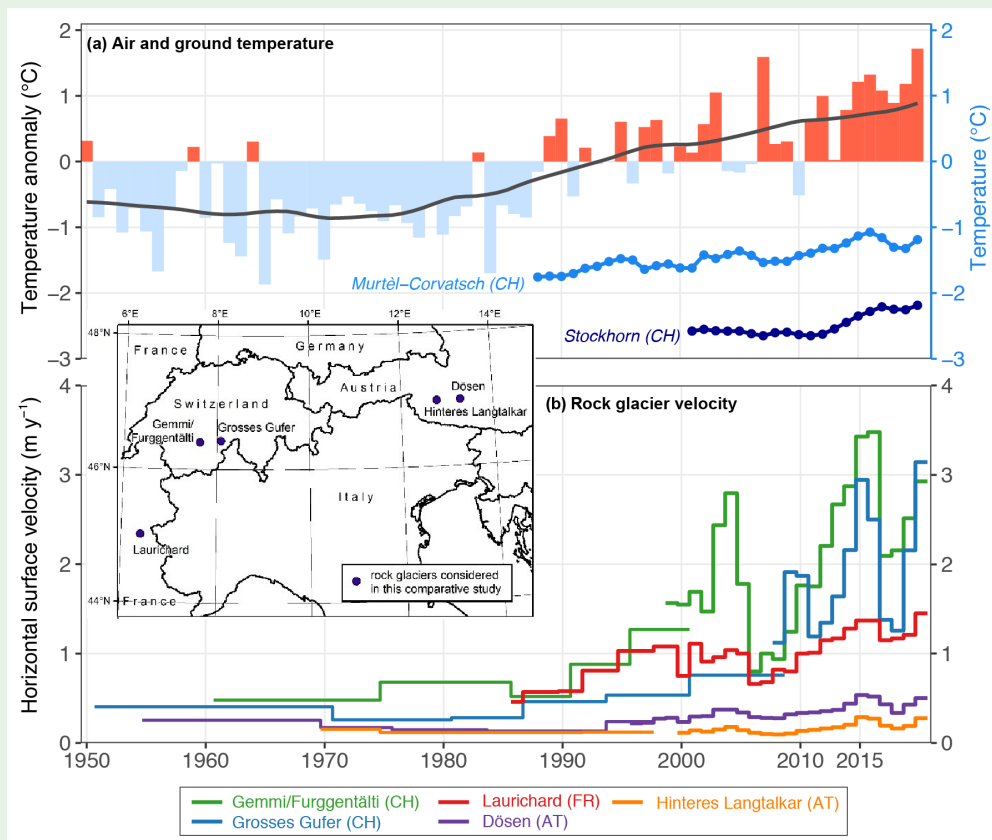 (a) Air and ground temperature
Temperature anomaly (°C)
2
1
0
−1
−2
−3
2
1
0
−1
−2
−3
Temperature (°C)
Murtèl−Corvatsch (CH)
Stockhorn (CH)
6°E
8°E
10°E
12°E
14°E
48°N
46°N
44°N
France
Germany
Austria
Switzerland
Dösen
Hinteres Langtalkar
Gemmi/
Furggentälti
Grosses Gufer
Italy
Laurichard
France
rock glaciers considered
in this comparative study
(b) Rock glacier velocity
Horizontal surface velocity (m y⁻¹)
4
3
2
1
0
4
3
2
1
0
1950
1960
1970
1980
1990
2000
2010
2015
Gemmi/Furggentälti (CH)
Laurichard (FR)
Hinteres Langtalkar (AT)
Grosses Gufer (CH)
Dösen (AT)